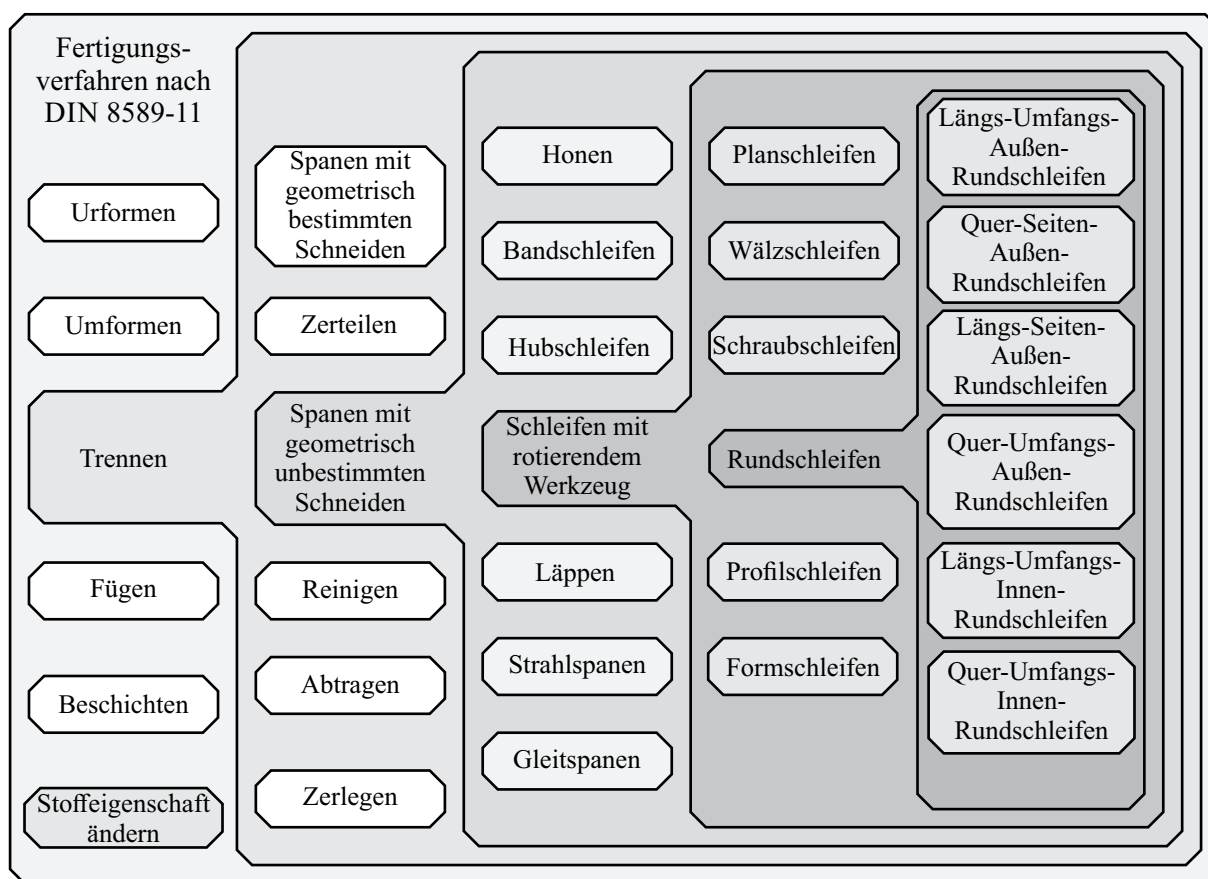 Fertigungs-
verfahren nach
DIN 8589-11
Urformen
Umformen
Trennen
Fügen
Beschichten
Stoffeigenschaft
ändern
Spanen mit
geometrisch
bestimmten
Schneiden
Zerteilen
Spanen mit
geometrisch
unbestimmten
Schneiden
Reinigen
Abtragen
Zerlegen
Honen
Bandschleifen
Hubschleifen
Schleifen mit
rotierendem
Werkzeug
Läppen
Strahlspanen
Gleitspanen
Planschleifen
Wälzschleifen
Schraubschleifen
Rundschleifen
Profilschleifen
Formschleifen
Längs-Umfangs-
Außen-
Rundschleifen
Quer-Seiten-
Außen-
Rundschleifen
Längs-Seiten-
Außen-
Rundschleifen
Quer-Umfangs-
Außen-
Rundschleifen
Längs-Umfangs-
Innen-
Rundschleifen
Quer-Umfangs-
Innen-
Rundschleifen